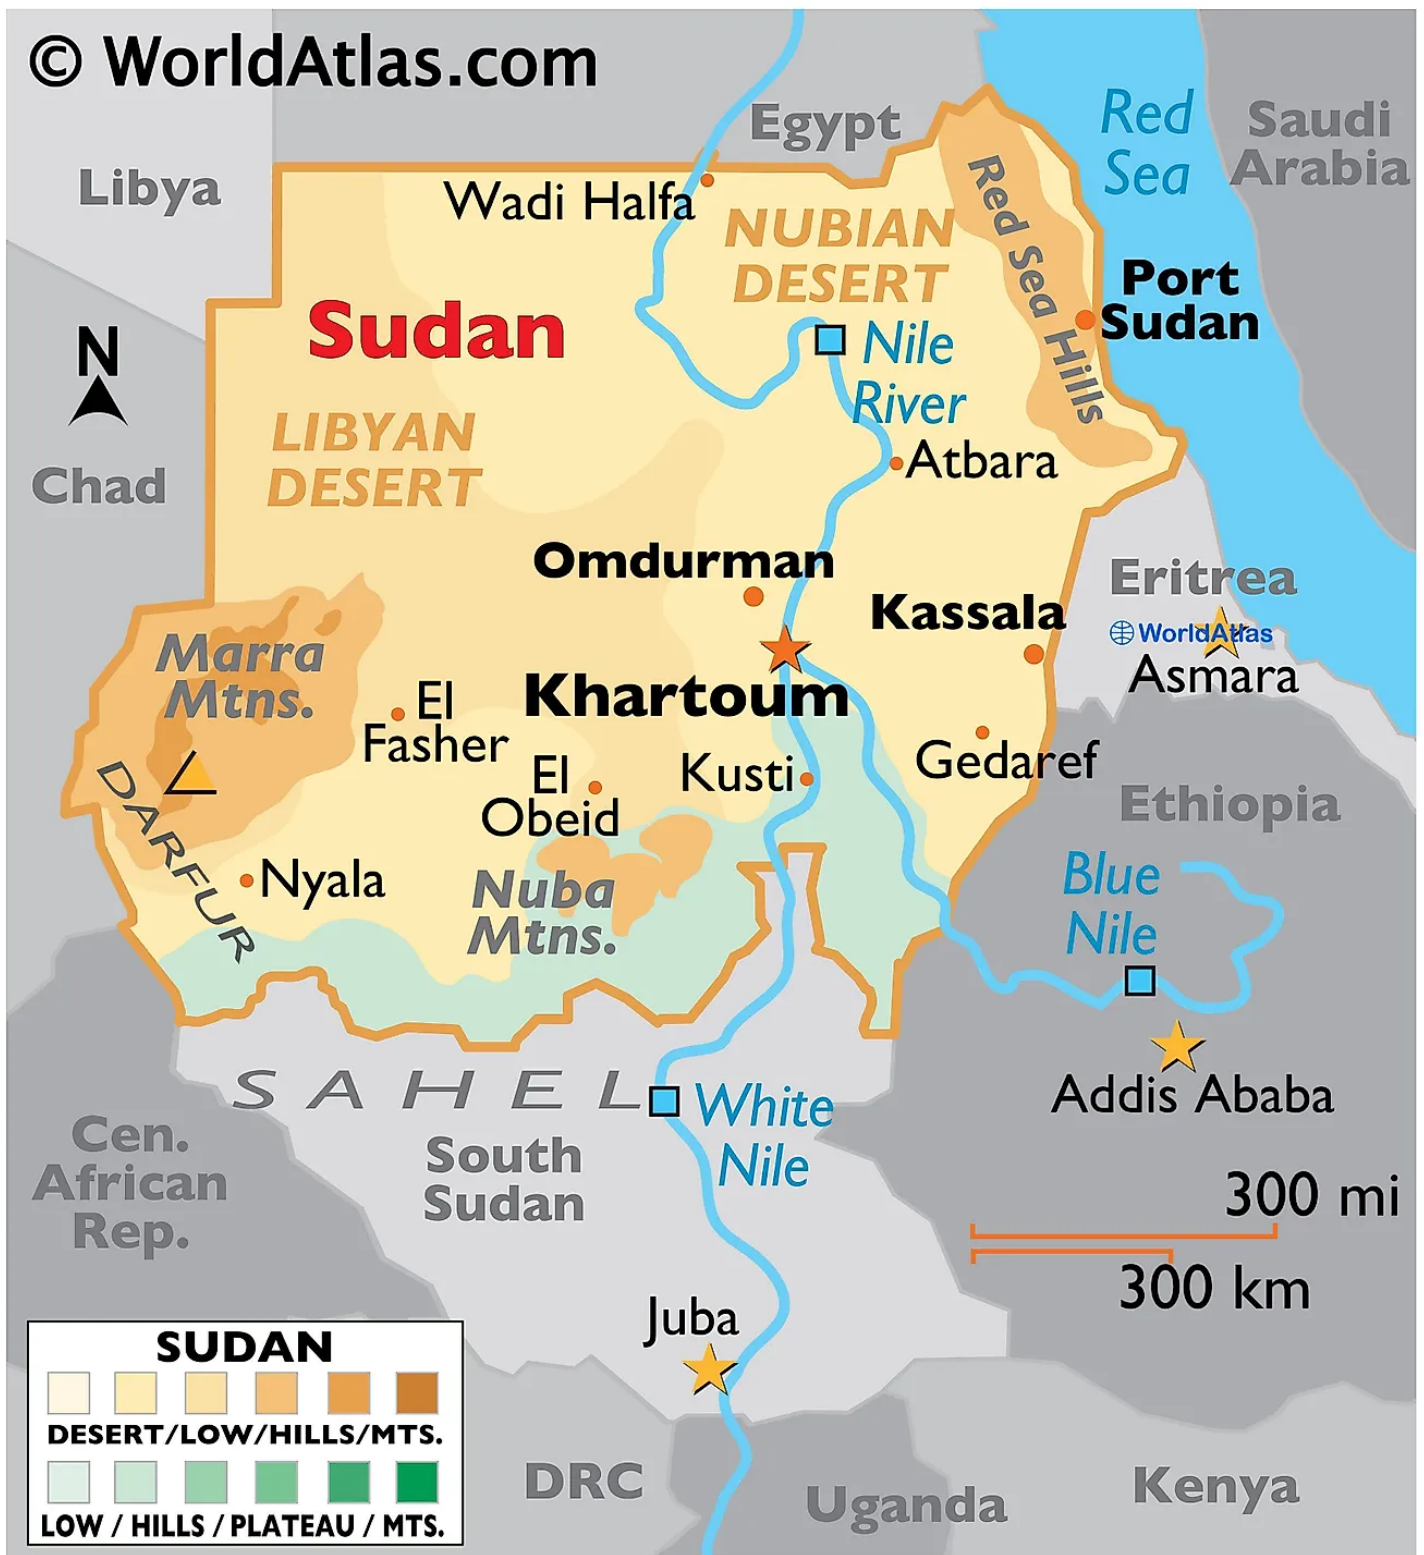 © WorldAtlas.com
Egypt
Red
Sea
Saudi
Arabia
Libya
Wadi Halfa
NUBIAN
DESERT
Red Sea Hills
Port
Sudan
Sudan
N
Nile
River
LIBYAN
DESERT
Chad
Atbara
Omdurman
Kassala
Eritrea
WorldAtlas
Asmara
Marra
Mtns.
El
Fasher
Khartoum
Gedaref
El
Obeid
Kusti
Ethiopia
DARFUR
Nyala
Nuba
Mtns.
Blue
Nile
SAHEL
White
Nile
Addis Ababa
Cen.
African
Rep.
South
Sudan
300 mi
300 km
Juba
SUDAN
DESERT/LOW/HILLS/MTS.
LOW / HILLS / PLATEAU / MTS.
DRC
Uganda
Kenya